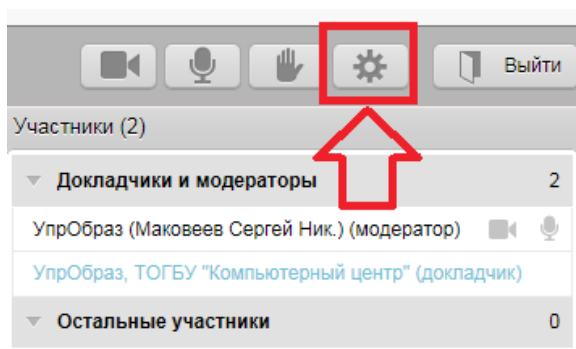 Выйти
Участники (2)
Докладчики и модераторы 2
УпрОбраз (Маковеев Сергей Ник.) (модератор)
УпрОбраз, ТОГБУ "Компьютерный центр" (докладчик)
Остальные участники 0